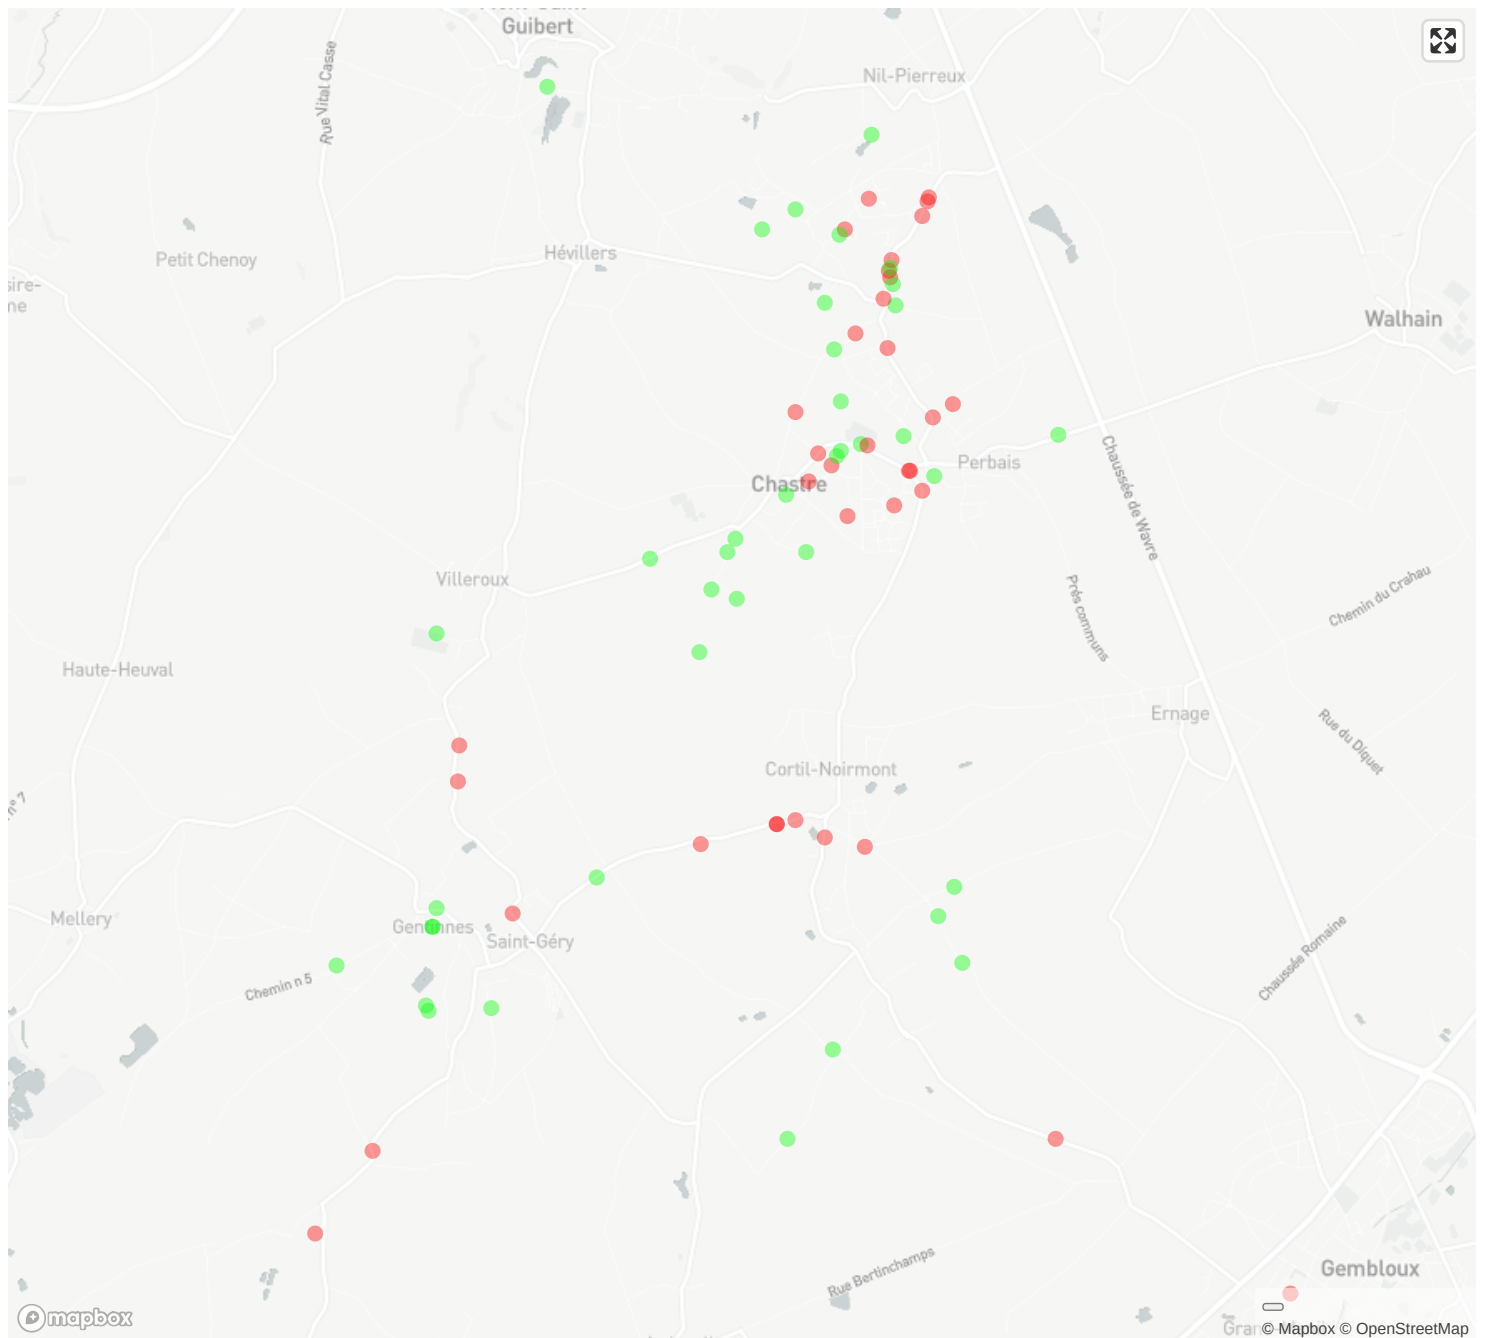 Guibert
Rue Vital Casse
Nil-Pierreux
Petit Chenoy
Hévillers
Walhain
Perbais
Chastre
Chaussée de Wavre
Villeroux
Prés communs
Chemin du Crahau
Haute-Heuval
Ernage
Rue du Diquet
Cortil-Noirmont
Mellery
Gentinnes
Saint-Géry
Chemin n 5
Chaussée Romaine
Rue Bertinchamps
Gembloux
mapbox
© Mapbox © OpenStreetMap